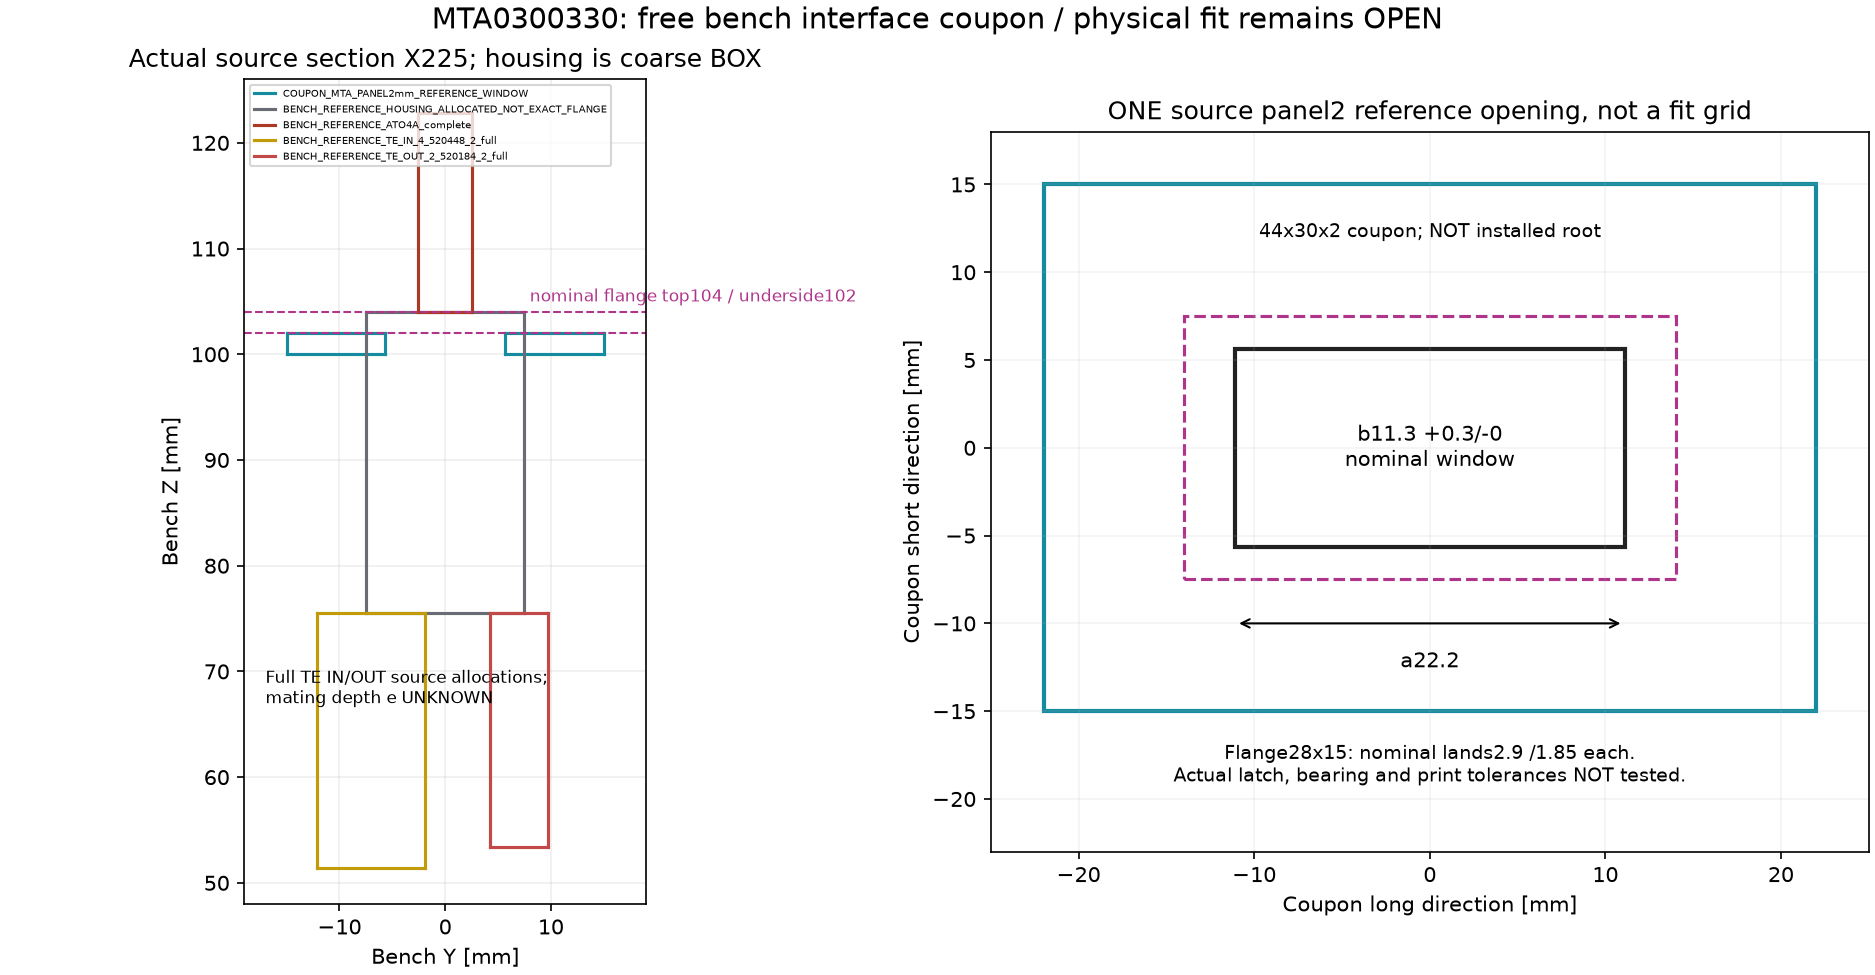 MTA0300330: free bench interface coupon / physical fit remains OPEN
Actual source section X225; housing is coarse BOX
COUPON_MTA_PANEL2mm_REFERENCE_WINDOW
BENCH_REFERENCE_HOUSING_ALLOCATED_NOT_EXACT_FLANGE
BENCH_REFERENCE_ATO4A_complete
BENCH_REFERENCE_TE_IN_4_520448_2_full
BENCH_REFERENCE_TE_OUT_2_520184_2_full
120
110
100
90
80
70
60
50
Bench Z [mm]
nominal flange top104 / underside102
Full TE IN/OUT source allocations;
mating depth e UNKNOWN
−10
0
10
Bench Y [mm]
ONE source panel2 reference opening, not a fit grid
15
10
5
0
−5
−10
−15
−20
Coupon short direction [mm]
44x30x2 coupon; NOT installed root
b11.3 +0.3/-0
nominal window
a22.2
Flange28x15: nominal lands2.9 /1.85 each.
Actual latch, bearing and print tolerances NOT tested.
−20
−10
0
10
20
Coupon long direction [mm]